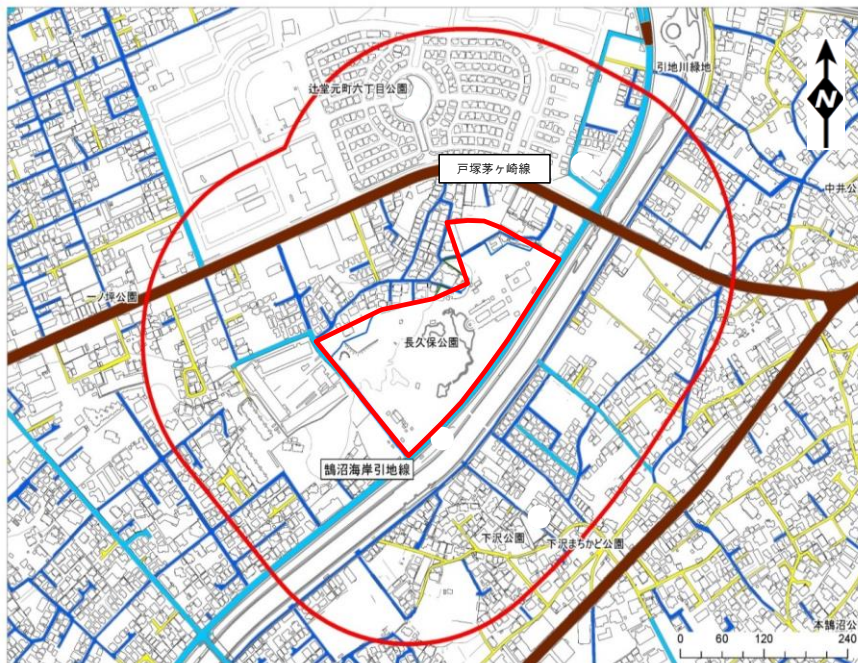 引地川緑地
N
辻堂元町六丁目公園
戸塚茅ヶ崎線
中井公
一ノ坪公園
長久保公園
鵠沼海岸引地線
下沢公園
下沢まちかど公園
本鵠沼公
0 60 120 240